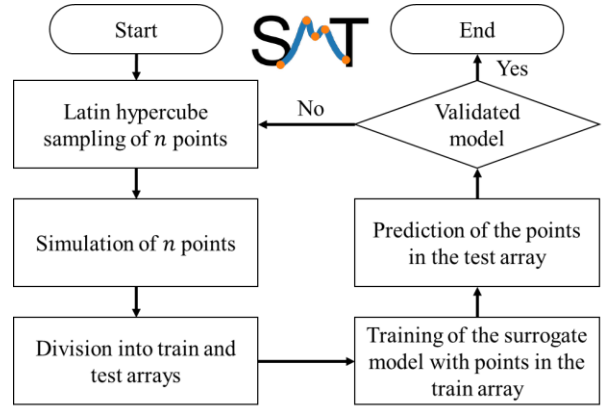 Start
SMT
End
Yes
No
Latin hypercube
sampling of n points
Validated
model
Simulation of n points
Prediction of the points
in the test array
Division into train and
test arrays
Training of the surrogate
model with points in the
train array